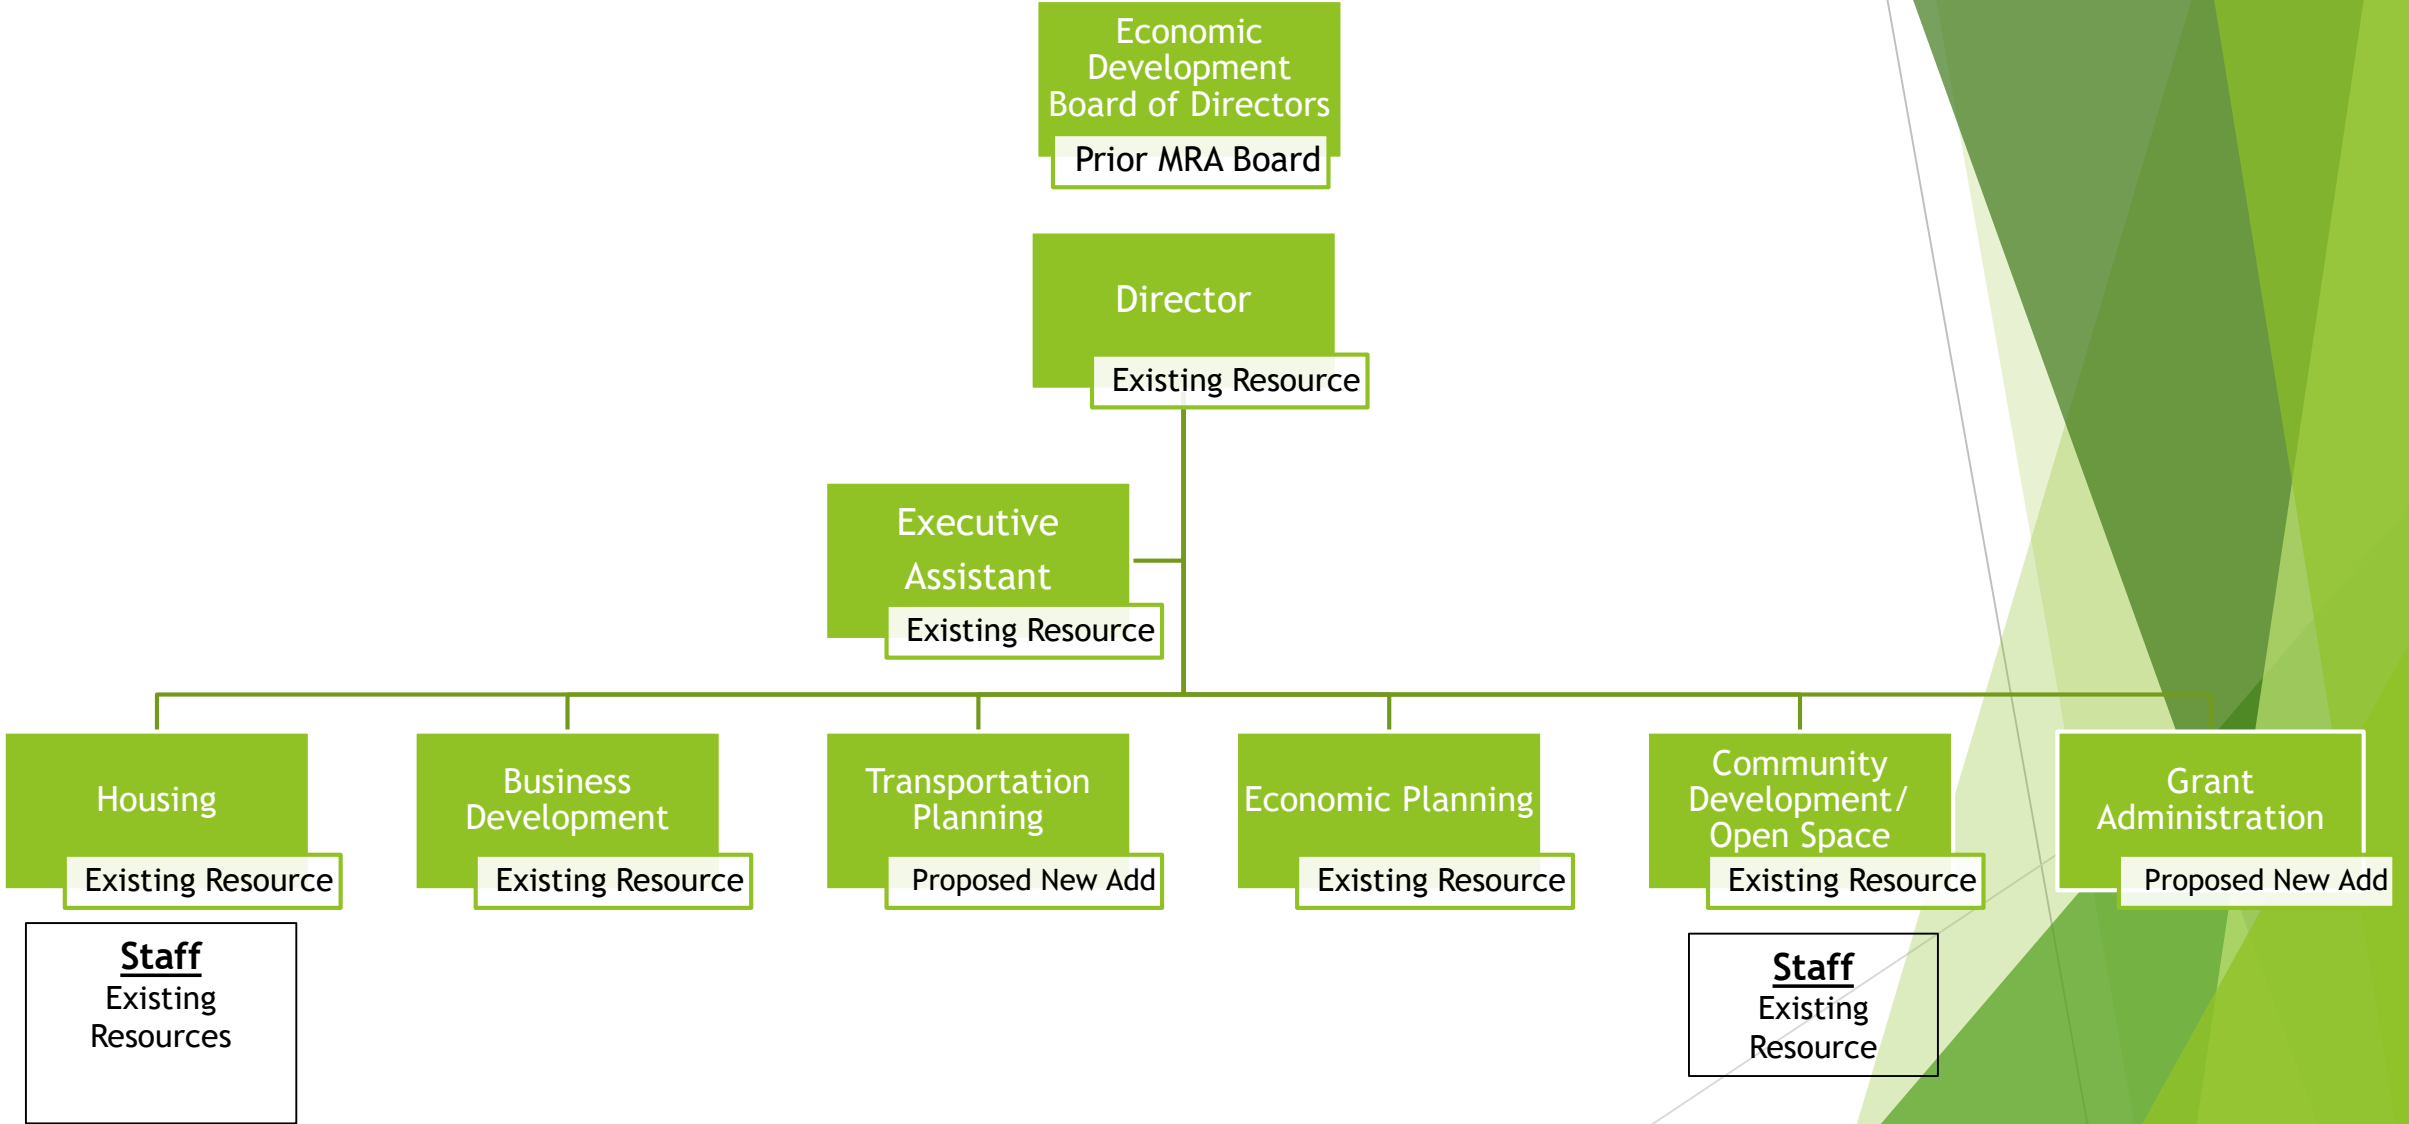 Economic
Development
Board of Directors
Prior MRA Board
Director
Existing Resource
Executive
Assistant
Existing Resource
Housing
Existing Resource
Business
Development
Existing Resource
Transportation
Planning
Proposed New Add
Economic Planning
Existing Resource
Community
Development/
Open Space
Existing Resource
Grant
Administration
Proposed New Add
Staff
Existing
Resources
Staff
Existing
Resource